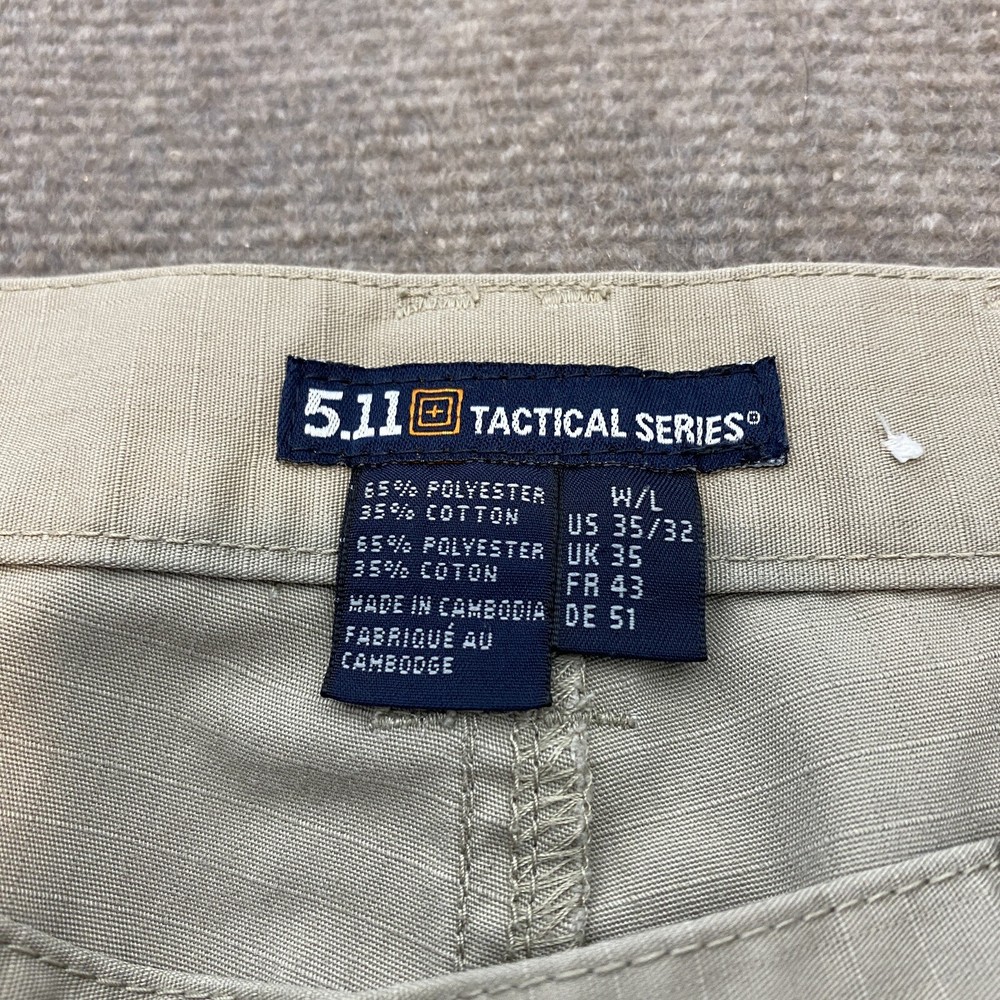 5.11 TACTICAL SERIES®
65% POLYESTER
35% COTTON
65% POLYESTER
35% COTON
MADE IN CAMBODIA
FABRIQUÉ AU
CAMBODGE
W/L
US 35/32
UK 35
FR 43
DE 51